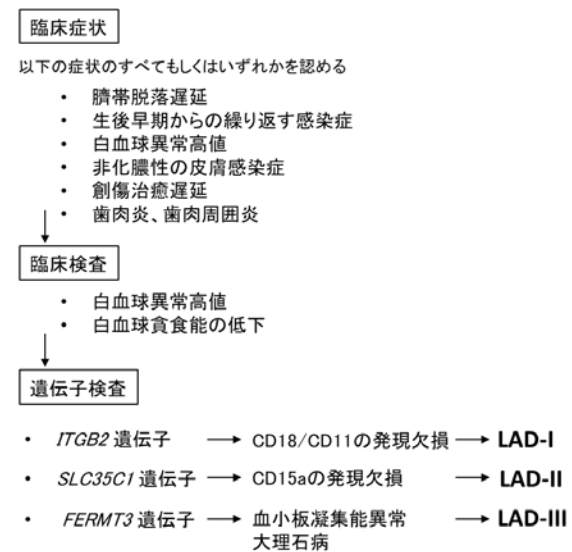 臨床症状
以下の症状のすべてもしくはいずれかを認める
・ 臍帯脱落遅延
・ 生後早期からの繰り返す感染症
・ 白血球異常高値
・ 非化膿性の皮膚感染症
・ 創傷治癒遅延
・ 歯肉炎、歯肉周囲炎
臨床検査
・ 白血球異常高値
・ 白血球貪食能の低下
遺伝子検査
・ ITGB2 遺伝子 → CD18/CD11の発現欠損 → LAD-I
・ SLC35C1 遺伝子 → CD15aの発現欠損 → LAD-II
・ FERMT3 遺伝子 → 血小板凝集能異常 → LAD-III
大理石病